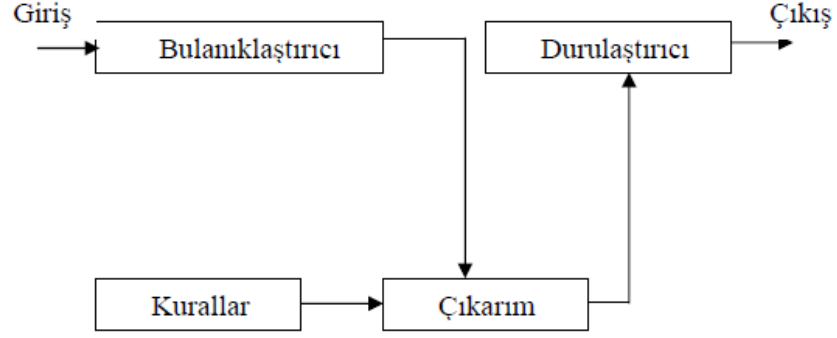 Giriş
Çıkış
Bulanıklaştırıcı
Durulaştırıcı
Kurallar
Çıkarım